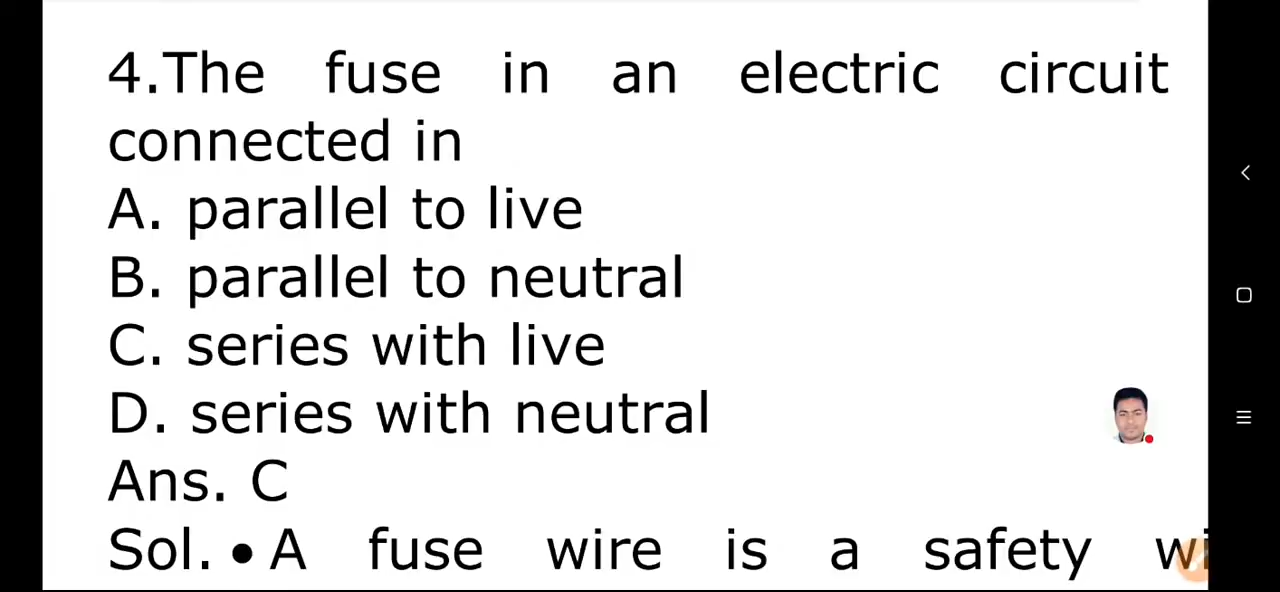 4.The fuse in an electric circuit
connected in
A. parallel to live
B. parallel to neutral
C. series with live
D. series with neutral
Ans. C
Sol. • A fuse wire is a safety